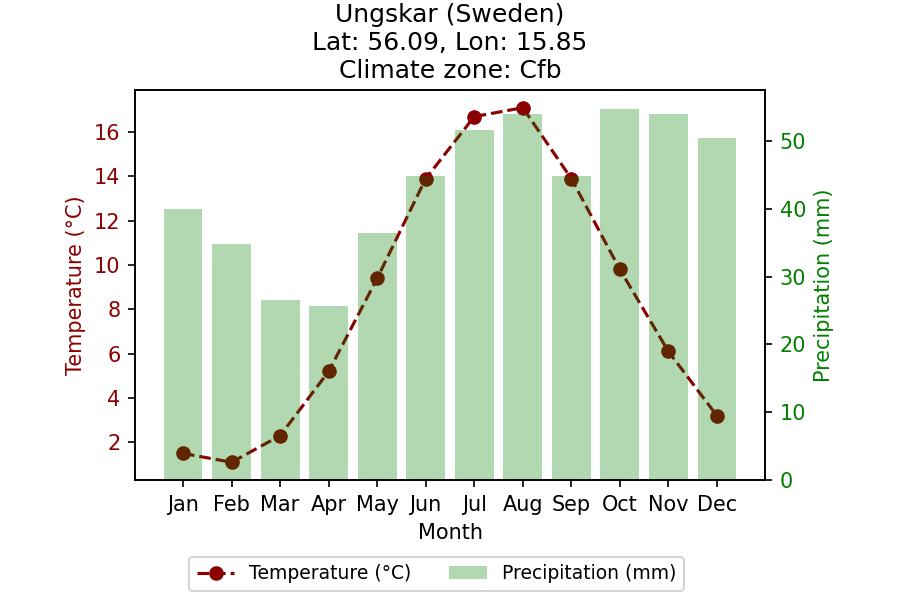 Ungskar (Sweden)
Lat: 56.09, Lon: 15.85
Climate zone: Cfb
Temperature (°C)
16
14
12
10
8
6
4
2
50
40
30
20
10
0
Precipitation (mm)
Jan Feb Mar Apr May Jun Jul Aug Sep Oct Nov Dec
Month
Temperature (°C) Precipitation (mm)